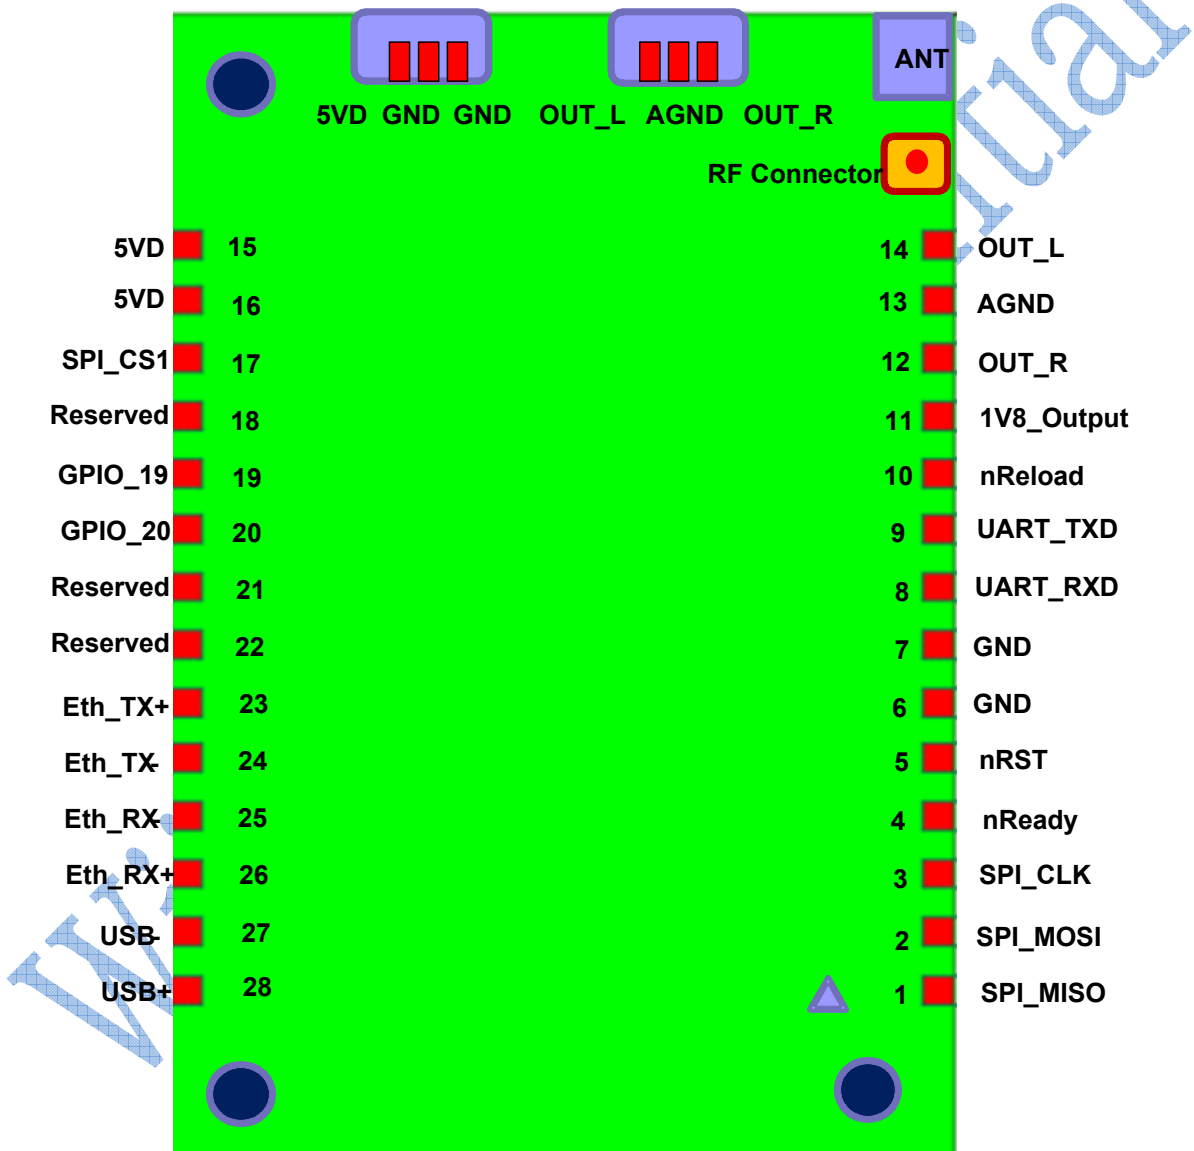 ANT
5VD GND GND OUT_L AGND OUT_R
RF Connector
5VD 15 14 OUT_L
5VD 16 13 AGND
SPI_CS1 17 12 OUT_R
Reserved 18 11 1V8_Output
GPIO_19 19 10 nReload
GPIO_20 20 9 UART_TXD
Reserved 21 8 UART_RXD
Reserved 22 7 GND
Eth_TX+ 23 6 GND
Eth_TX- 24 5 nRST
Eth_RX- 25 4 nReady
Eth_RX+ 26 3 SPI_CLK
USB- 27 2 SPI_MOSI
USB+ 28 1 SPI_MISO